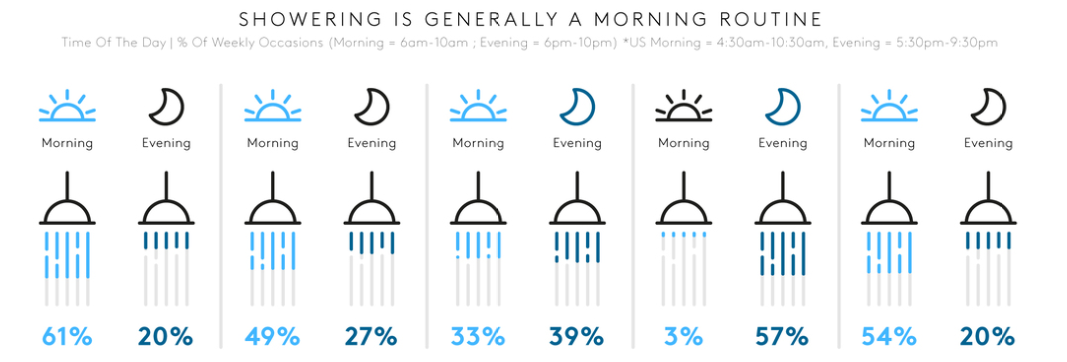 SHOWERING IS GENERALLY A MORNING ROUTINE
Time Of The Day | % Of Weekly Occasions (Morning = 6am-10am ; Evening = 6pm-10pm) *US Morning = 4:30am-10:30am, Evening = 5:30pm-9:30pm
Morning Evening Morning Evening Morning Evening Morning Evening Morning Evening
61% 20% 49% 27% 33% 39% 3% 57% 54% 20%